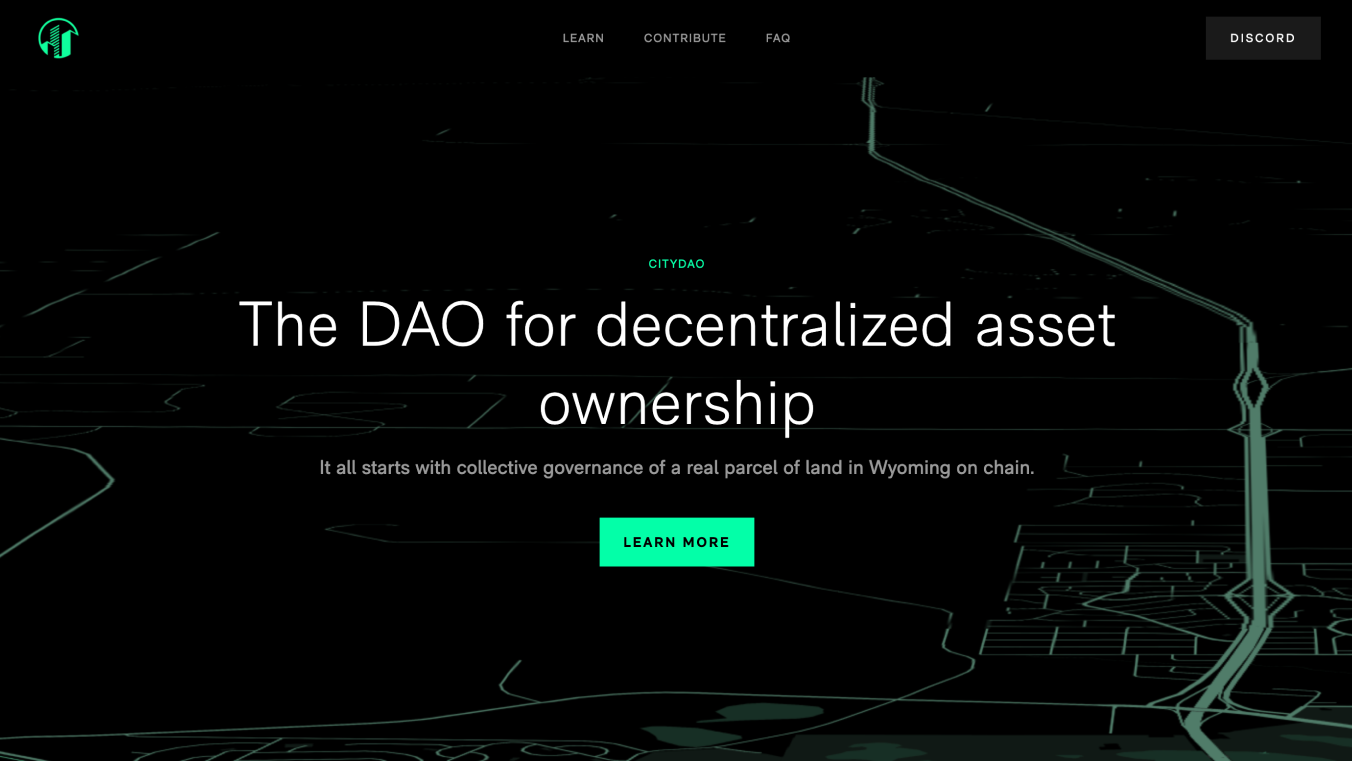 LEARN
CONTRIBUTE
FAQ
DISCORD
CITYDAO
The DAO for decentralized asset
ownership
It all starts with collective governance of a real parcel of land in Wyoming on chain.
LEARN MORE